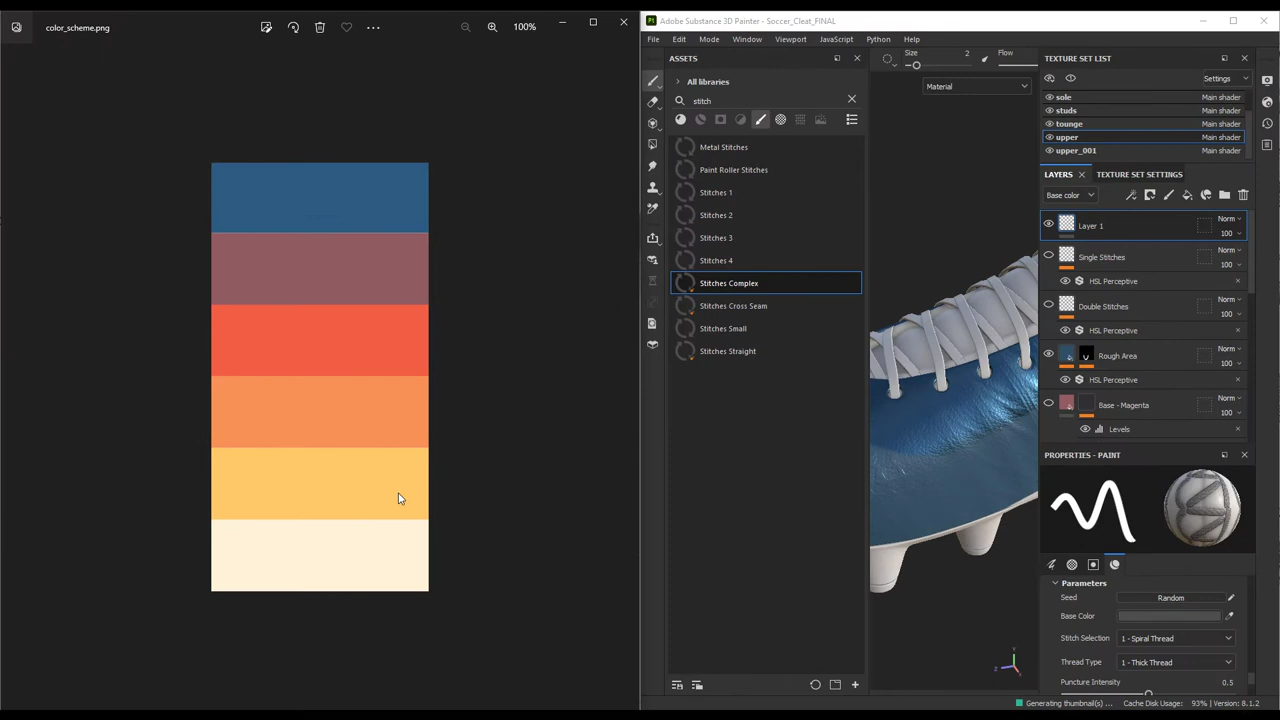 color_scheme.png
100%
Pt Adobe Substance 3D Painter - Soccer_Cleat_FINAL
File Edit Mode Window Viewport JavaScript Python Help
ASSETS
All libraries
stitch
Metal Stitches
Paint Roller Stitches
Stitches 1
Stitches 2
Stitches 3
Stitches 4
Stitches Complex
Stitches Cross Seam
Stitches Small
Stitches Straight
Size 2 Flow
Material
TEXTURE SET LIST
Settings
sole Main shader
studs Main shader
tounge Main shader
upper Main shader
upper_001 Main shader
LAYERS TEXTURE SET SETTINGS
Base color
Layer 1 Norm 100
Single Stitches Norm 100
HSL Perceptive
Double Stitches Norm 100
HSL Perceptive
Rough Area Norm 100
HSL Perceptive
Base - Magenta Norm 100
Levels
PROPERTIES - PAINT
Parameters
Seed Random
Base Color
Stitch Selection 1 - Spiral Thread
Thread Type 1 - Thick Thread
Puncture Intensity 0.5
Y
Z X
Generating thumbnail(s) ... Cache Disk Usage: 93% | Version: 8.1.2